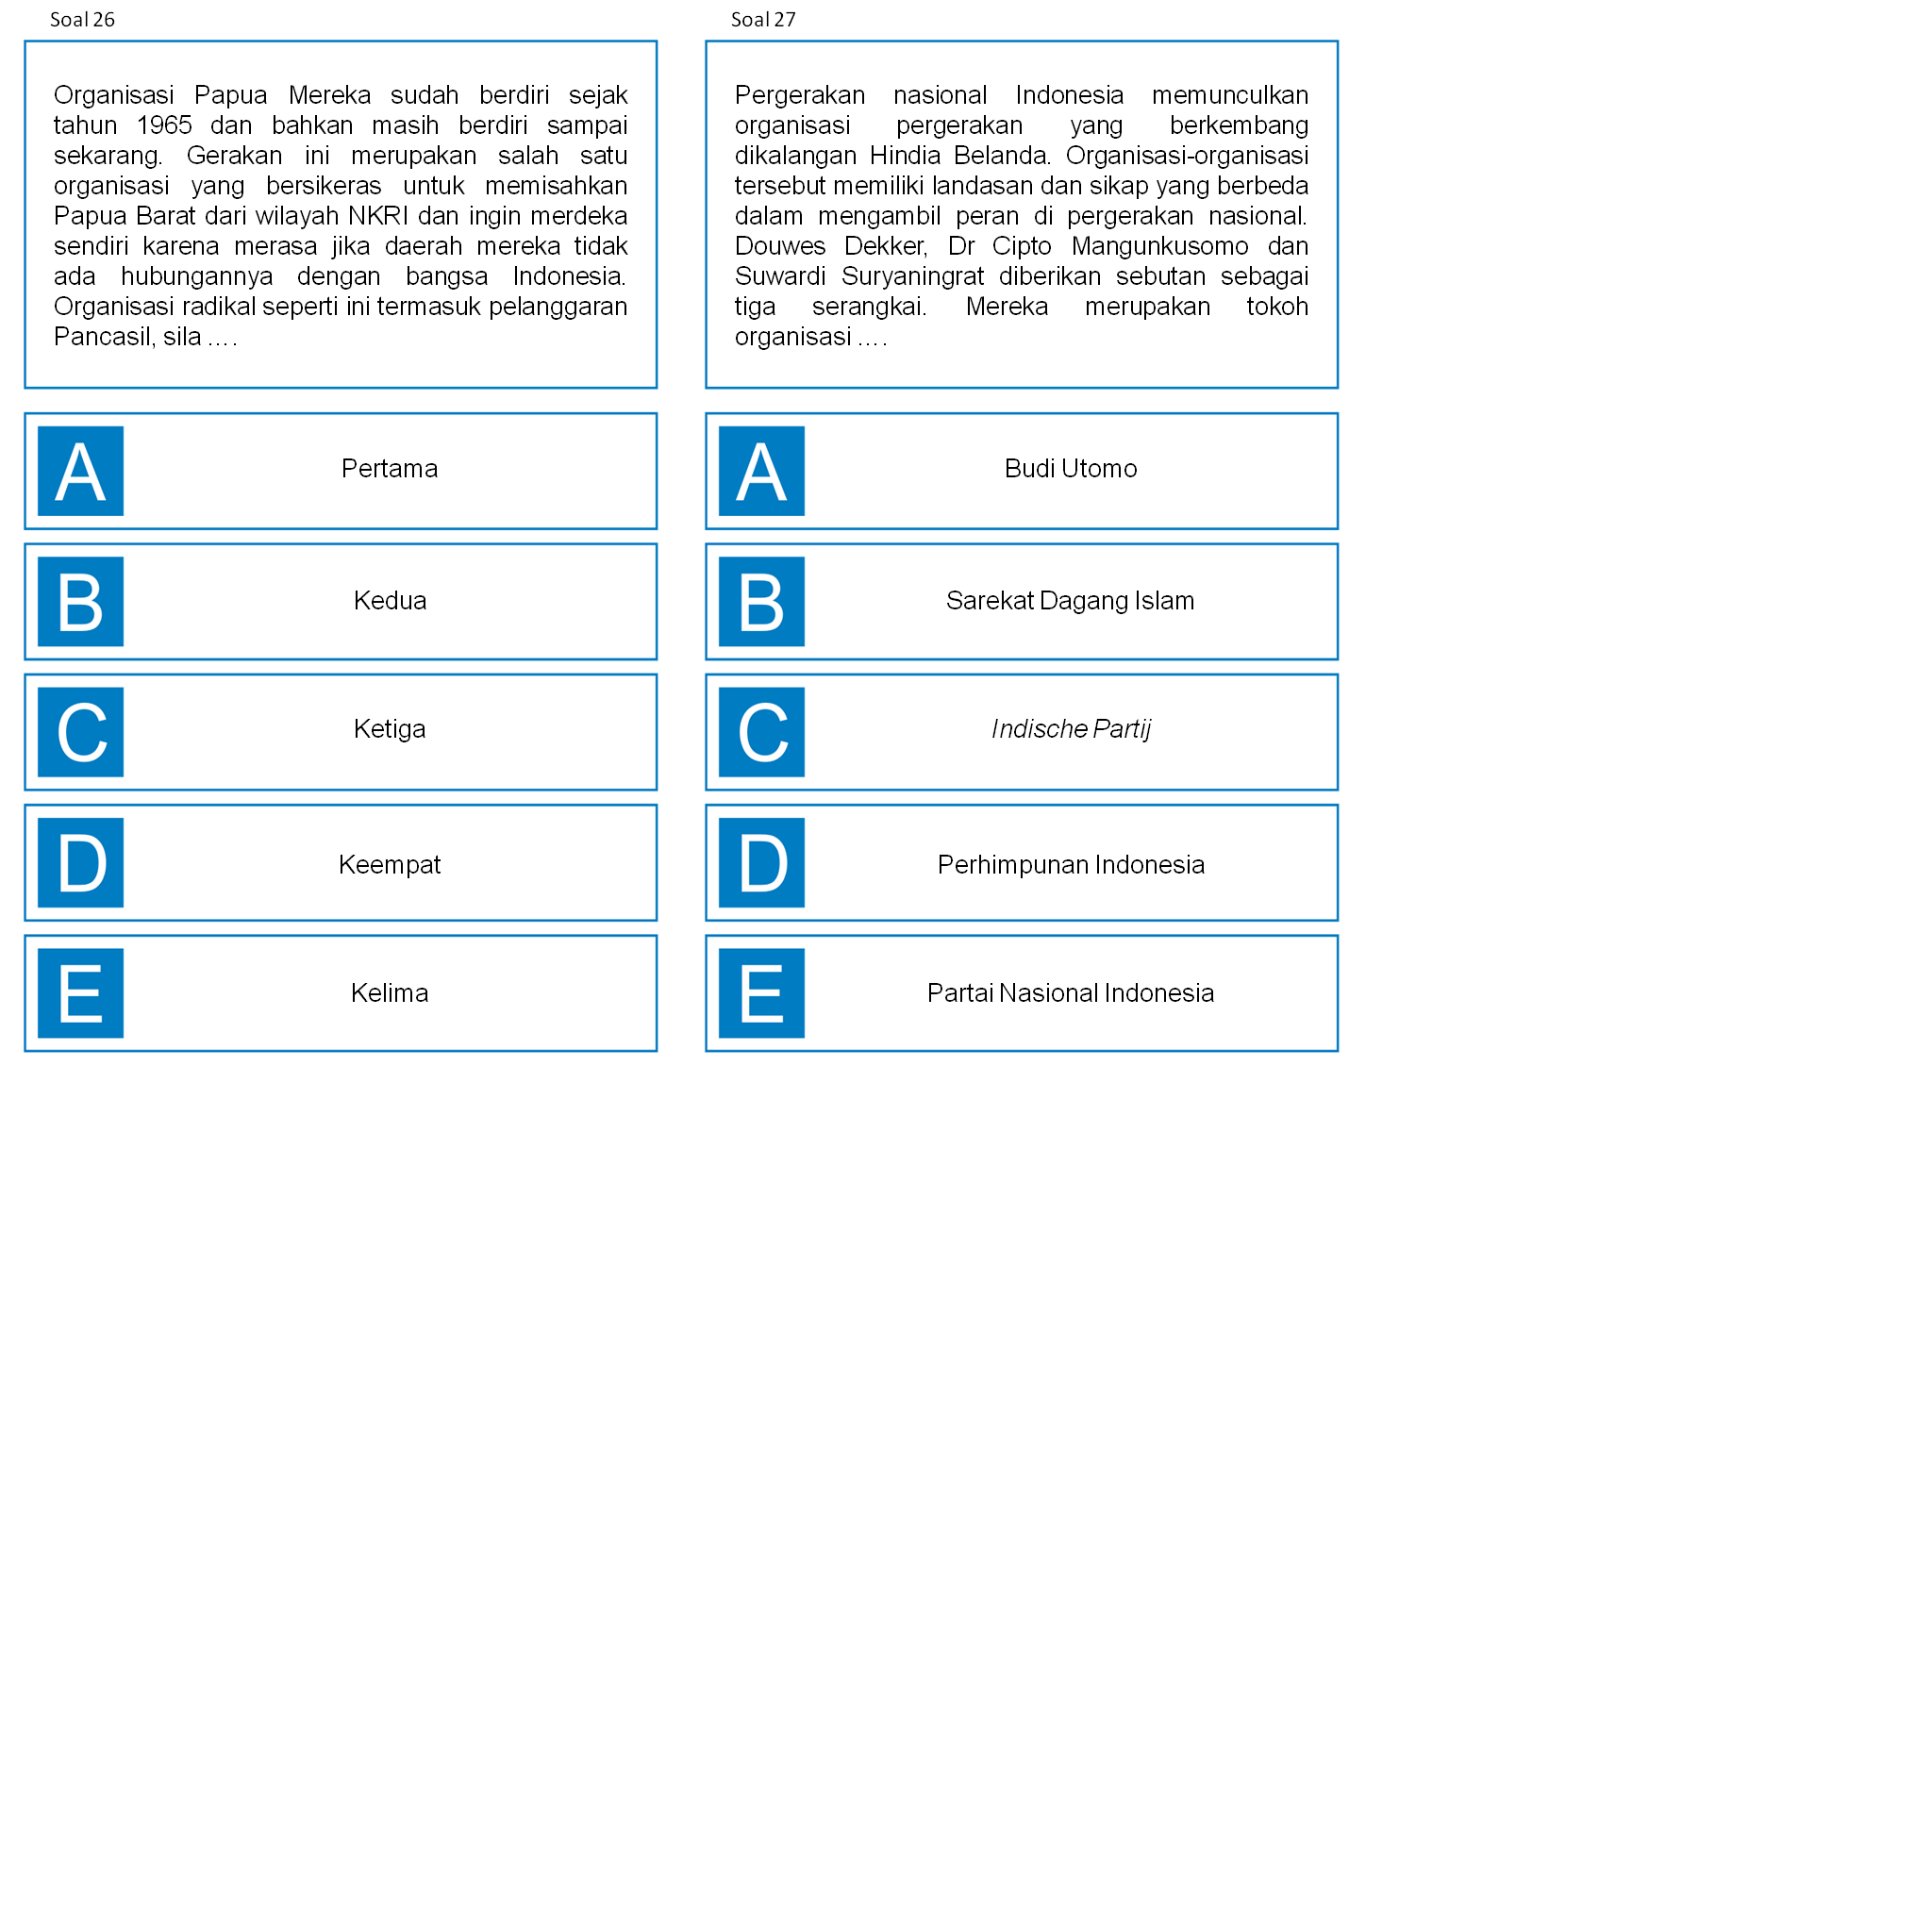 Soal 26
Organisasi Papua Mereka sudah berdiri sejak
tahun 1965 dan bahkan masih berdiri sampai
sekarang. Gerakan ini merupakan salah satu
organisasi yang bersikeras untuk memisahkan
Papua Barat dari wilayah NKRI dan ingin merdeka
sendiri karena merasa jika daerah mereka tidak
ada hubungannya dengan bangsa Indonesia.
Organisasi radikal seperti ini termasuk pelanggaran
Pancasil, sila ....
A Pertama
B Kedua
C Ketiga
D Keempat
E Kelima
Soal 27
Pergerakan nasional Indonesia memunculkan
organisasi pergerakan yang berkembang
dikalangan Hindia Belanda. Organisasi-organisasi
tersebut memiliki landasan dan sikap yang berbeda
dalam mengambil peran di pergerakan nasional.
Douwes Dekker, Dr Cipto Mangunkusomo dan
Suwardi Suryaningrat diberikan sebutan sebagai
tiga serangkai. Mereka merupakan tokoh
organisasi ....
A Budi Utomo
B Sarekat Dagang Islam
C Indische Partij
D Perhimpunan Indonesia
E Partai Nasional Indonesia